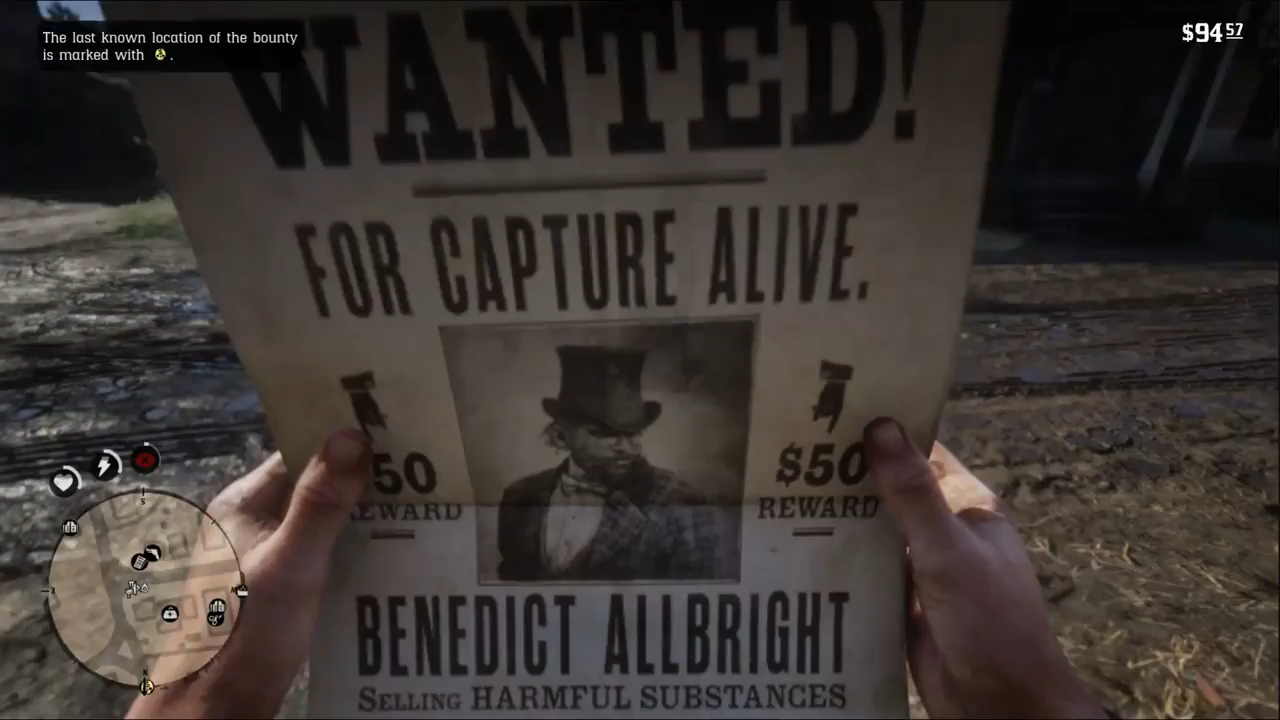 The last known location of the bounty
is marked with .
$94 57
WANTED!
FOR CAPTURE ALIVE.
50 $50
EWARD REWARD
BENEDICT ALLBRIGHT
SELLING HARMFUL SUBSTANCES